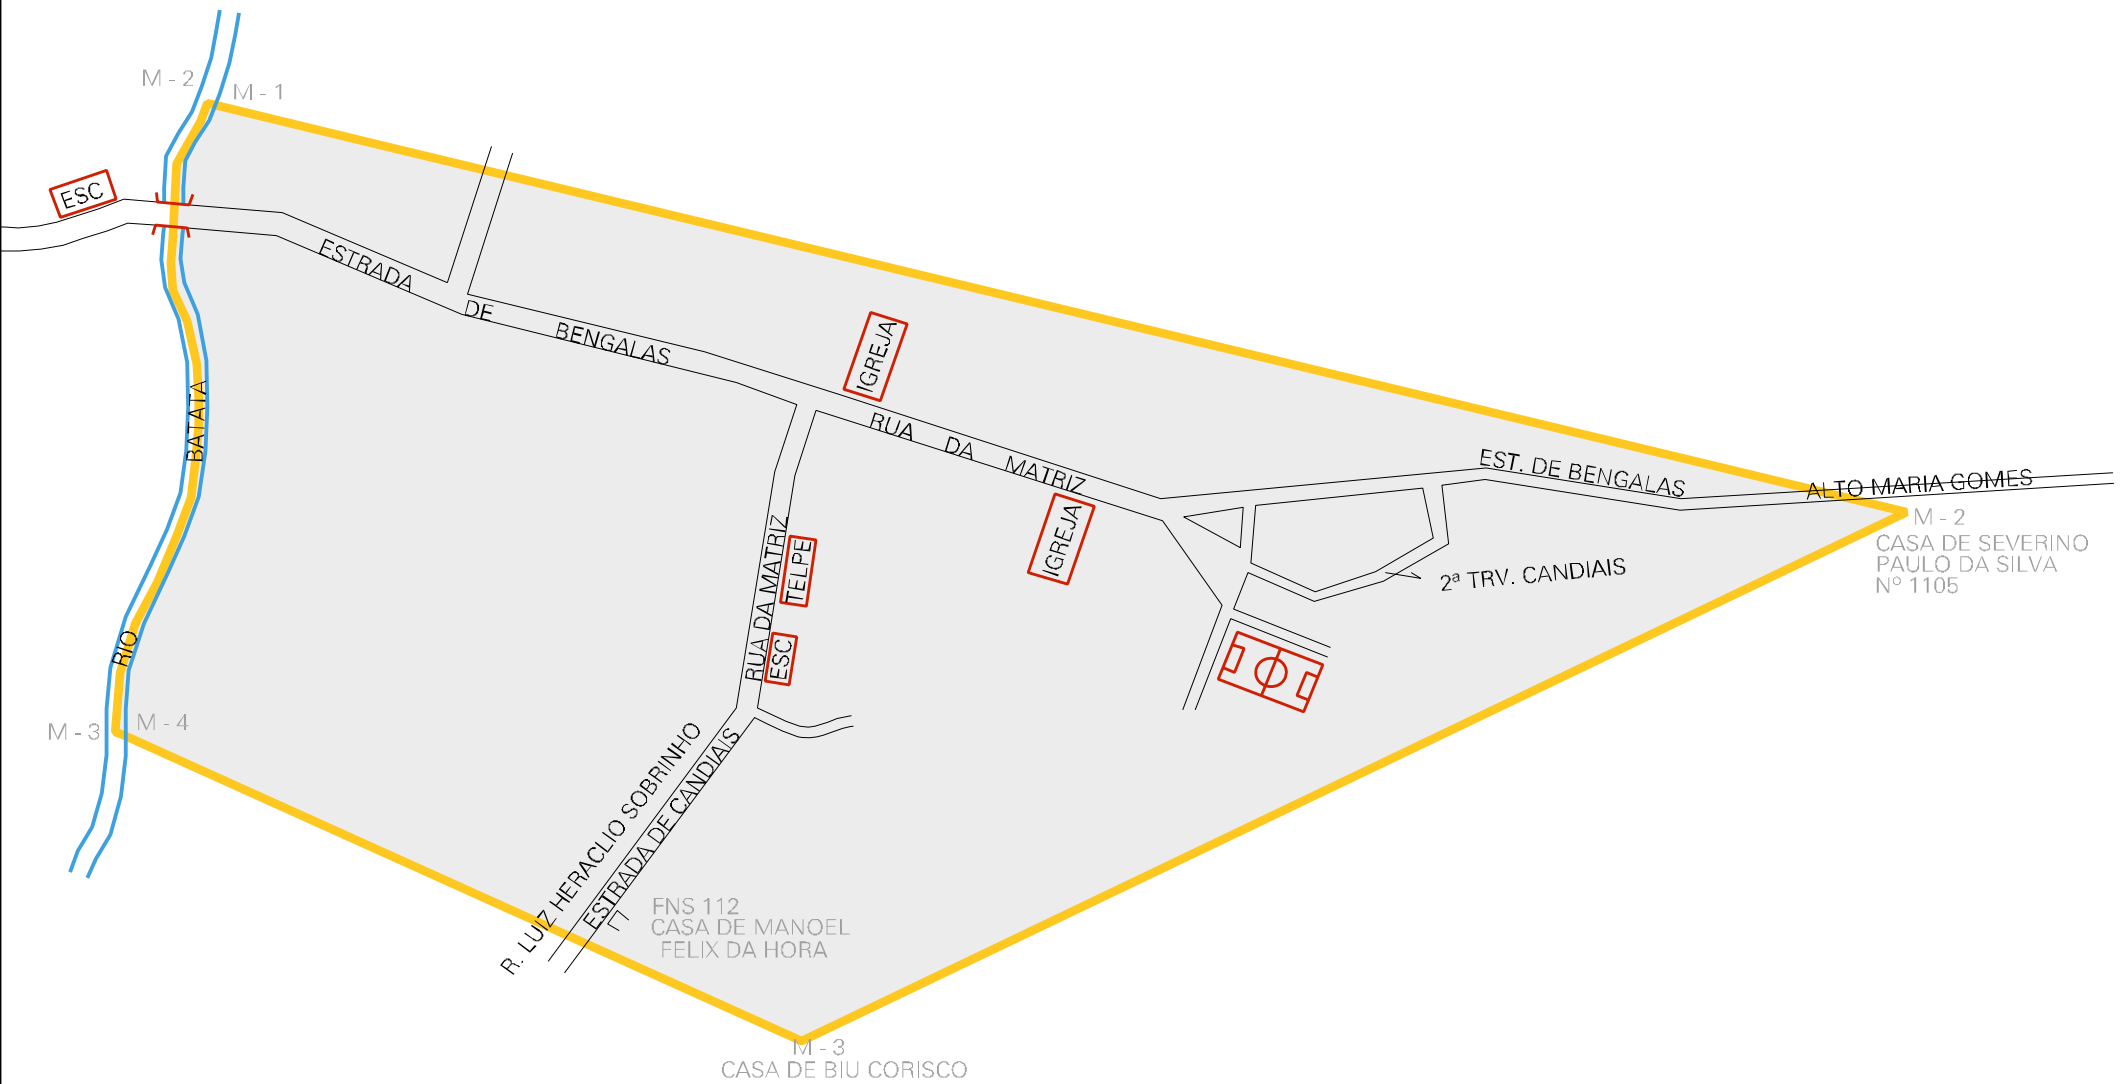 M - 2
M - 1
ESC
ESTRADA DE BENGALAS
IGREJA
RUA DA MATRIZ
IGREJA
EST. DE BENGALAS
ALTO MARIA GOMES
M - 2
CASA DE SEVERINO
PAULO DA SILVA
Nº 1105
2ª TRV. CANDIAIS
RIO BATATA
RUA DA MATRIZ
TELPE
ESC
M - 3
M - 4
R. LUIZ HERACLIO SOBRINHO
ESTRADA DE CANDIAIS
FNS 112
CASA DE MANOEL
FELIX DA HORA
M - 3
CASA DE BIU CORISCO